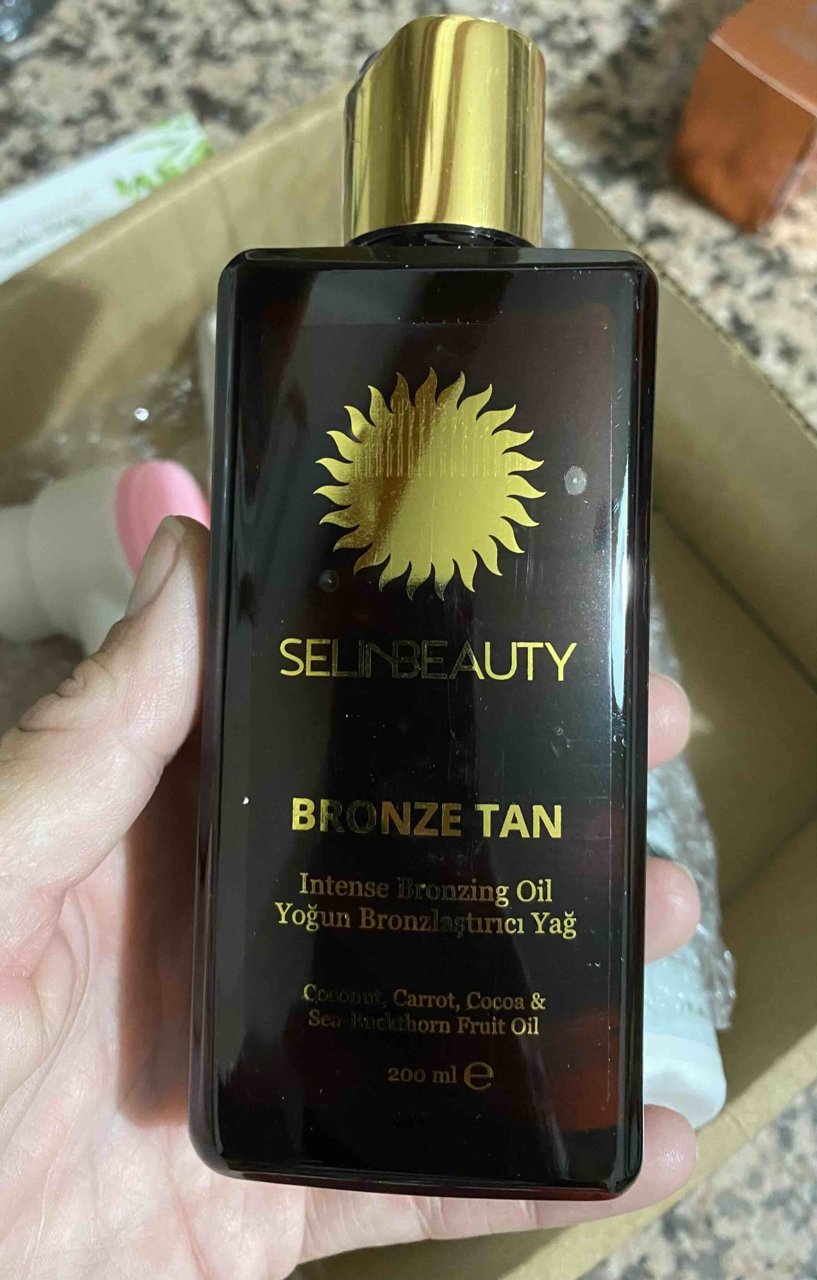 SELINBEAUTY
BRONZE TAN
Intense Bronzing Oil
Yoğun Bronzlaştırıcı Yağ
Coconut, Carrot, Cocoa &
Sea-Buckthorn Fruit Oil
200 ml ℮